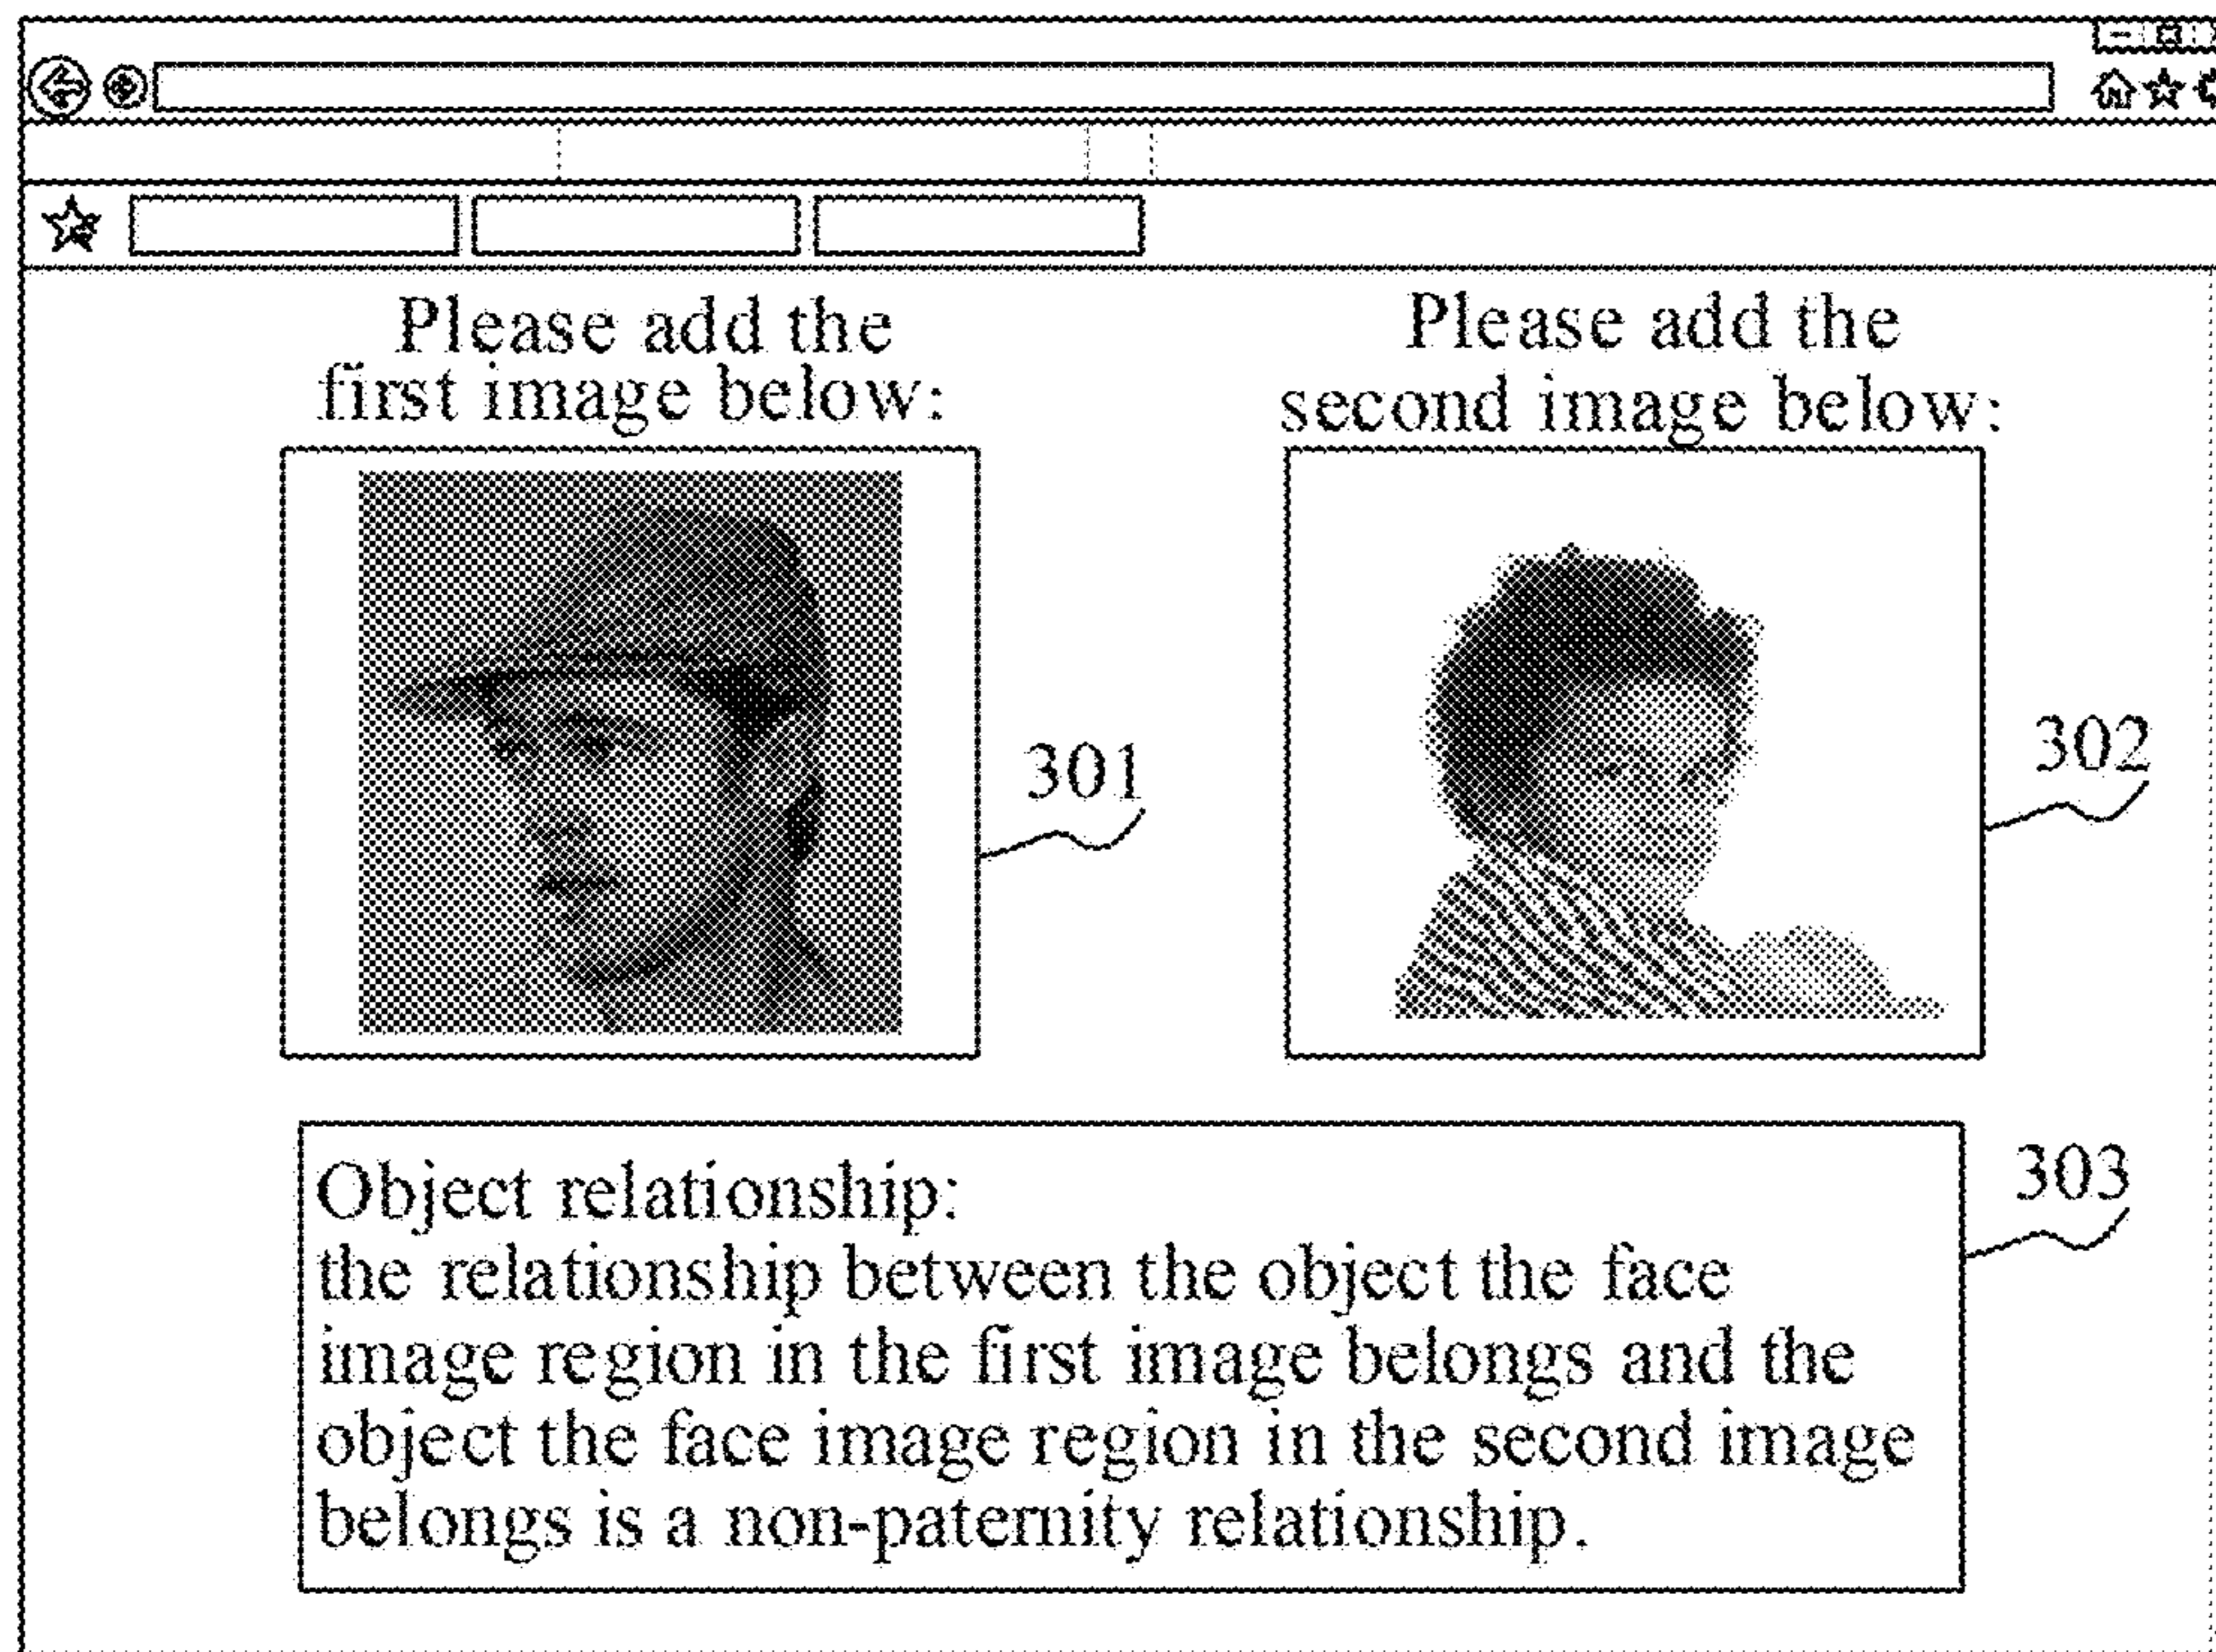 Please add the
first image below:
Please add the
second image below:
301
302
Object relationship:
the relationship between the object the face
image region in the first image belongs and the
object the face image region in the second image
belongs is a non-paternity relationship.
303